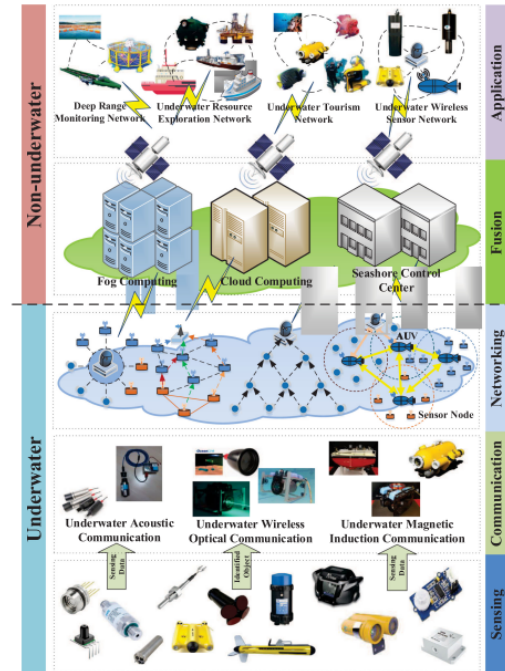 Non-underwater
Underwater
Application
Fusion
Networking
Communication
Sensing
Deep Range
Monitoring Network
Underwater Resource
Exploration Network
Underwater Tourism
Network
Underwater Wireless
Sensor Network
Fog Computing
Cloud Computing
Seashore Control
Center
AUV
Sensor Node
Underwater Acoustic
Communication
Underwater Wireless
Optical Communication
Underwater Magnetic
Induction Communication
Sensing
Data
Identified
Object
Sensing
Data